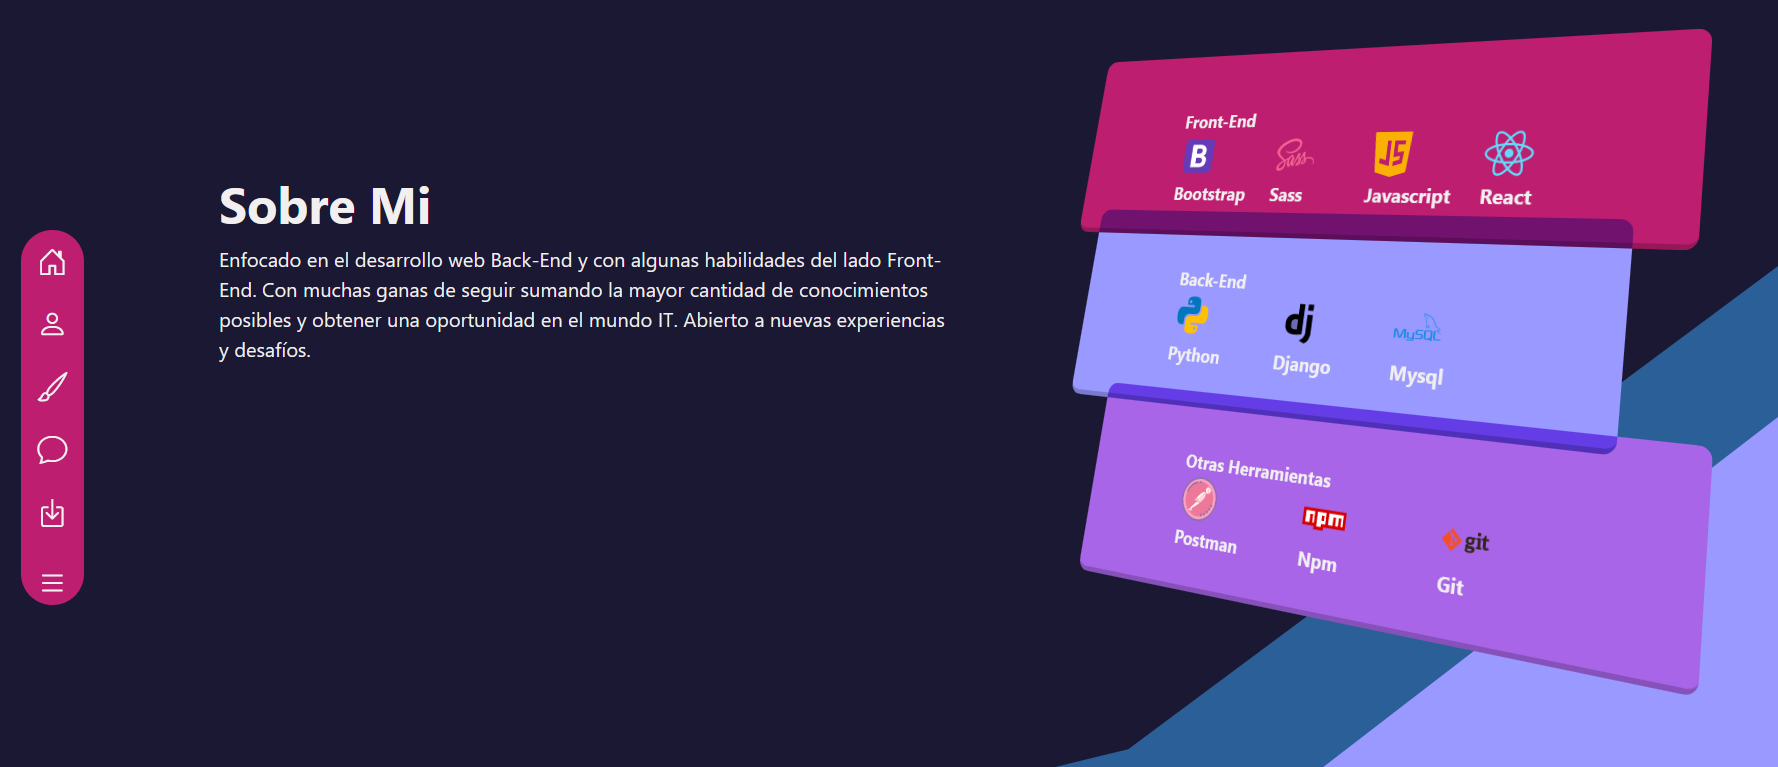 Sobre Mi
Enfocado en el desarrollo web Back-End y con algunas habilidades del lado Front-
End. Con muchas ganas de seguir sumando la mayor cantidad de conocimientos
posibles y obtener una oportunidad en el mundo IT. Abierto a nuevas experiencias
y desafíos.
Front-End
B
Sass
JS
Bootstrap Sass Javascript React
Back-End
dj
MySQL
Python Django Mysql
Otras Herramientas
npm
git
Postman Npm Git